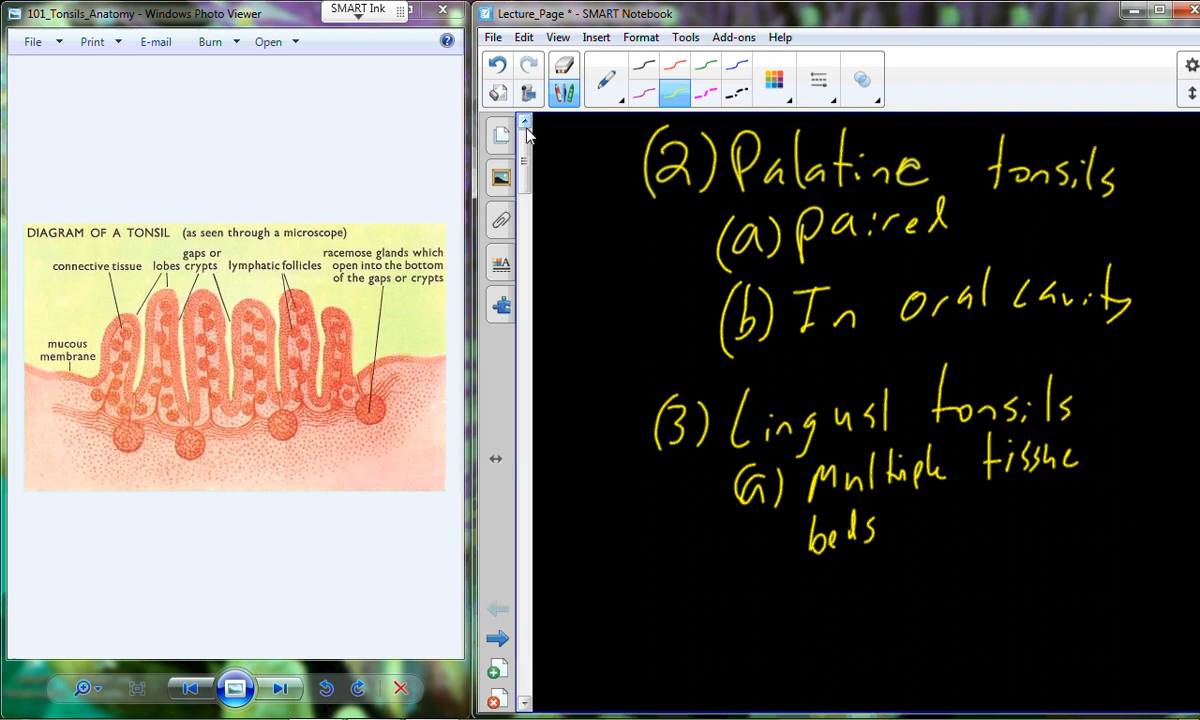 101_Tonsils_Anatomy - Windows Photo Viewer
SMART Ink
File Print E-mail Burn Open
DIAGRAM OF A TONSIL (as seen through a microscope)
connective tissue
lobes
gaps or
crypts
lymphatic follicles
racemose glands which
open into the bottom
of the gaps or crypts
mucous
membrane
Lecture_Page * - SMART Notebook
File Edit View Insert Format Tools Add-ons Help
(2) Palatine tonsils
(a) Paired
(b) In oral cavity
(3) Lingual tonsils
(a) Multiple tissue
beds